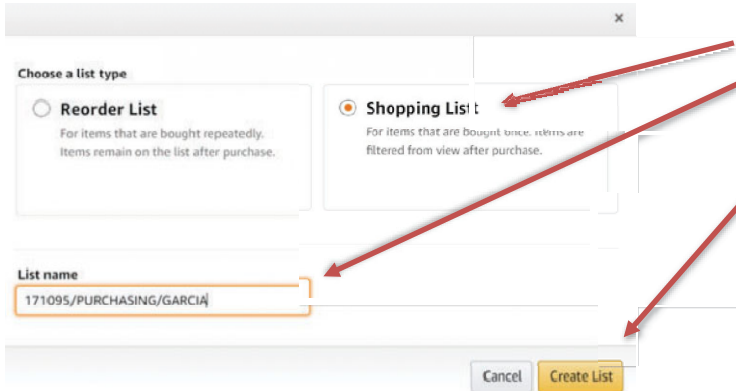 ×
Choose a list type
Reorder List
For items that are bought repeatedly.
Items remain on the list after purchase.
Shopping List
For items that are bought once. Items are
filtered from view after purchase.
List name
171095/PURCHASING/GARCIA
Cancel
Create List